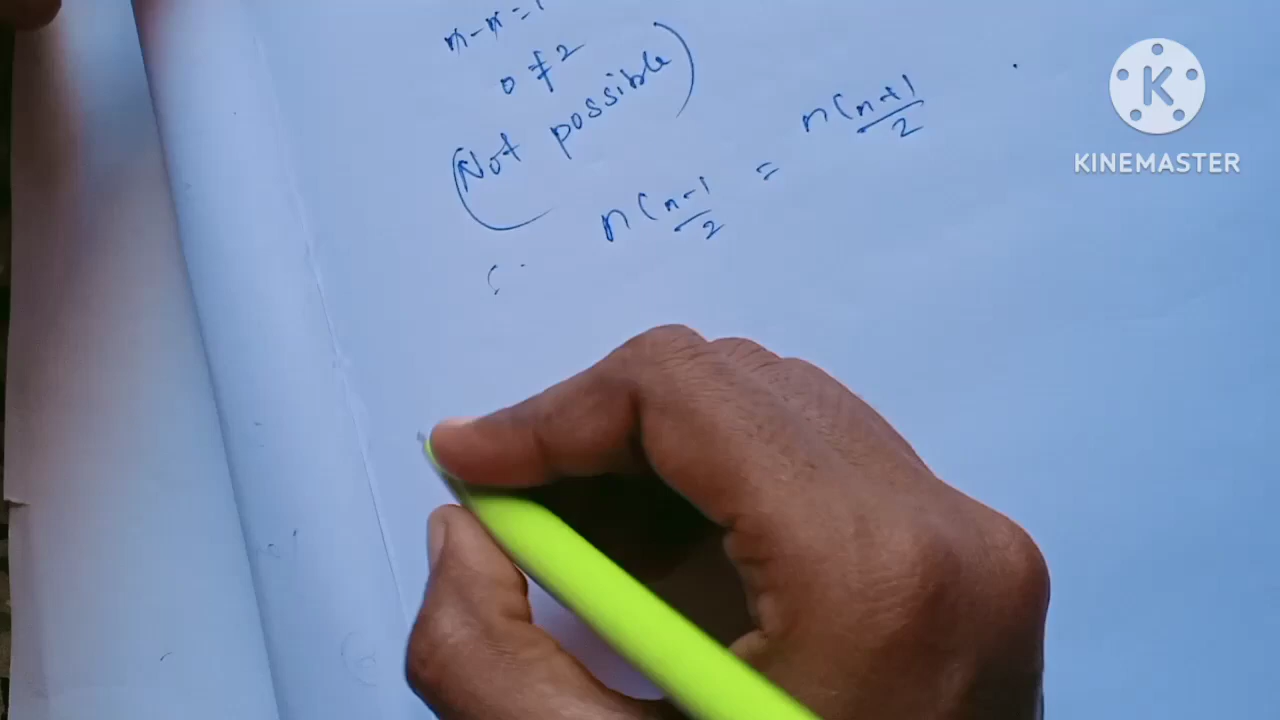 n - n = 1
0 ≠ 2
(Not possible)
n(n-1/2 = n(n+1/2
KINEMASTER